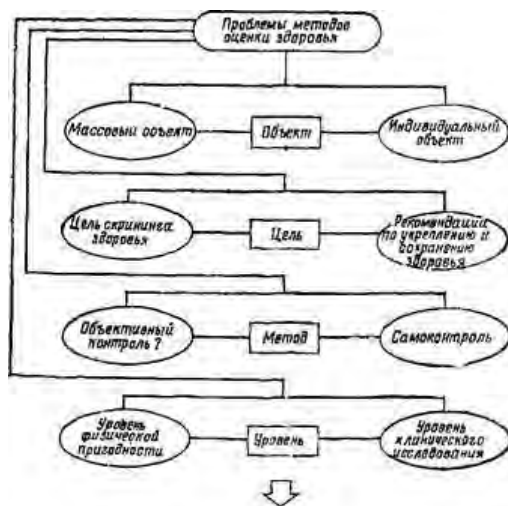 Проблемы методов
оценки здоровья
Массовый объект
Объект
Индивидуальный
объект
Цель скрининга
здоровья
Цель
Рекомендации
по укреплению и
сохранению
здоровья
Объективный
контроль?
Метод
Самоконтроль
Уровень
физической
пригодности
Уровень
Уровень
клинического
исследования